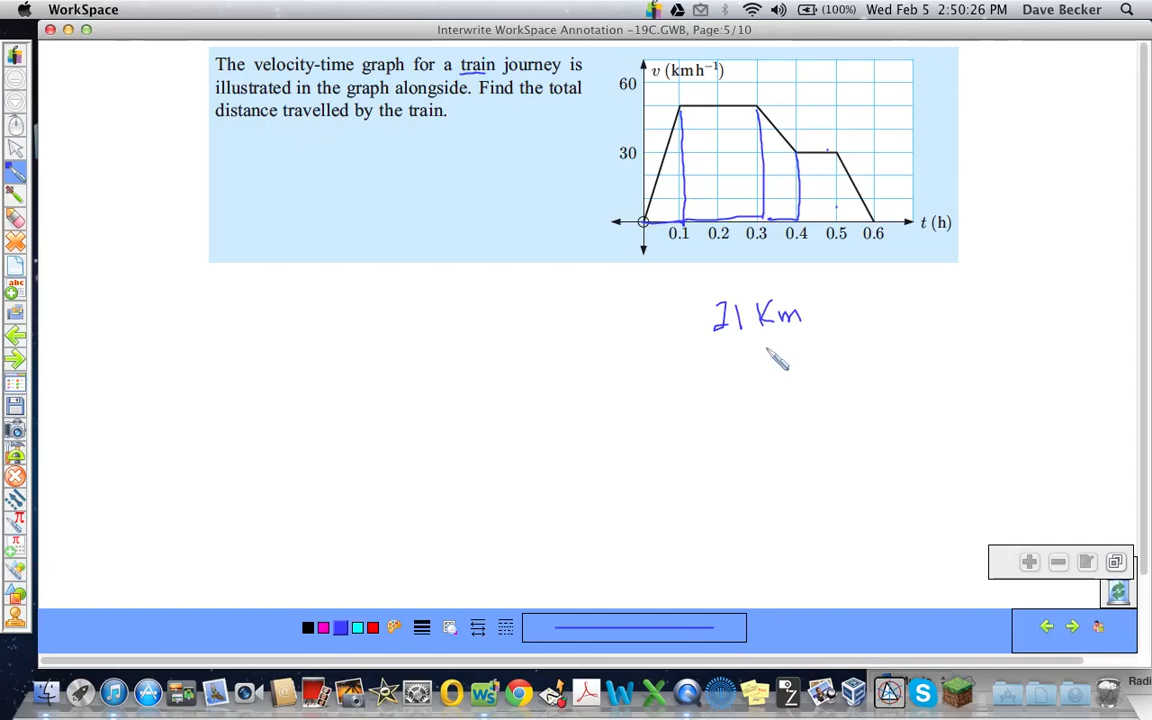 WorkSpace
(100%) Wed Feb 5 2:50:26 PM Dave Becker
Interwrite WorkSpace Annotation -19C.GWB, Page:5/10
The velocity-time graph for a train journey is
illustrated in the graph alongside. Find the total
distance travelled by the train.
v (km h⁻¹)
60
30
0.1 0.2 0.3 0.4 0.5 0.6 t (h)
21 Km
abc
π
π
Radi